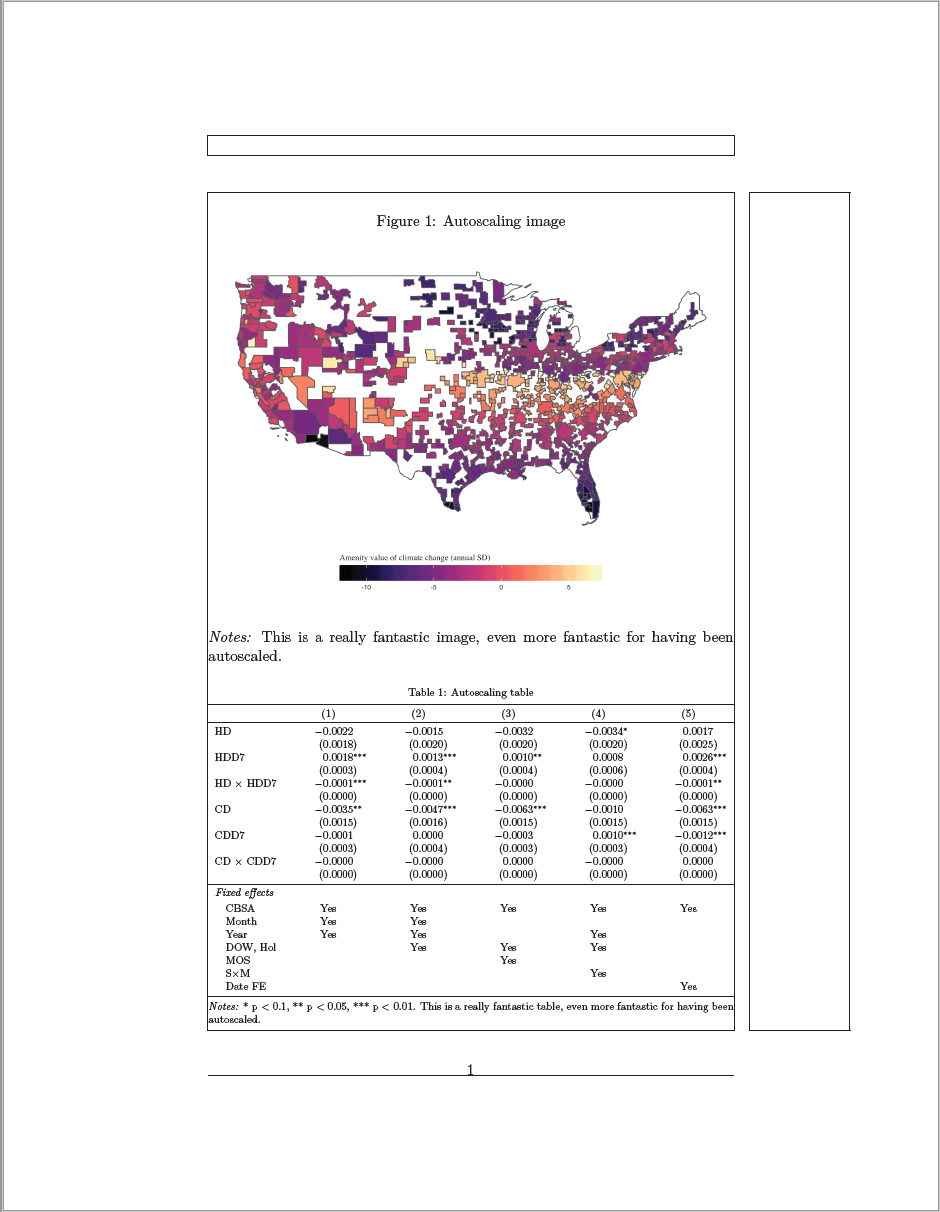 Figure 1: Autoscaling image
Amenity value of climate change (annual SD)
-10 -5 0 5
Notes: This is a really fantastic image, even more fantastic for having been
autoscaled.
Table 1: Autoscaling table
(1) (2) (3) (4) (5)
HD −0.0022 −0.0015 −0.0032 −0.0034* 0.0017
(0.0018) (0.0020) (0.0020) (0.0020) (0.0025)
HDD7 0.0018*** 0.0013*** 0.0010** 0.0008 0.0026***
(0.0003) (0.0004) (0.0004) (0.0006) (0.0004)
HD × HDD7 −0.0001*** −0.0001** −0.0000 −0.0000 −0.0001**
(0.0000) (0.0000) (0.0000) (0.0000) (0.0000)
CD −0.0035** −0.0047*** −0.0063*** −0.0010 −0.0063***
(0.0015) (0.0016) (0.0015) (0.0015) (0.0015)
CDD7 −0.0001 0.0000 −0.0003 0.0010*** −0.0012***
(0.0003) (0.0004) (0.0003) (0.0003) (0.0004)
CD × CDD7 −0.0000 −0.0000 0.0000 −0.0000 0.0000
(0.0000) (0.0000) (0.0000) (0.0000) (0.0000)
Fixed effects
CBSA Yes Yes Yes Yes Yes
Month Yes Yes
Year Yes Yes Yes
DOW, Hol Yes Yes Yes
MOS Yes
S×M Yes
Date FE Yes
Notes: * p < 0.1, ** p < 0.05, *** p < 0.01. This is a really fantastic table, even more fantastic for having been
autoscaled.
1